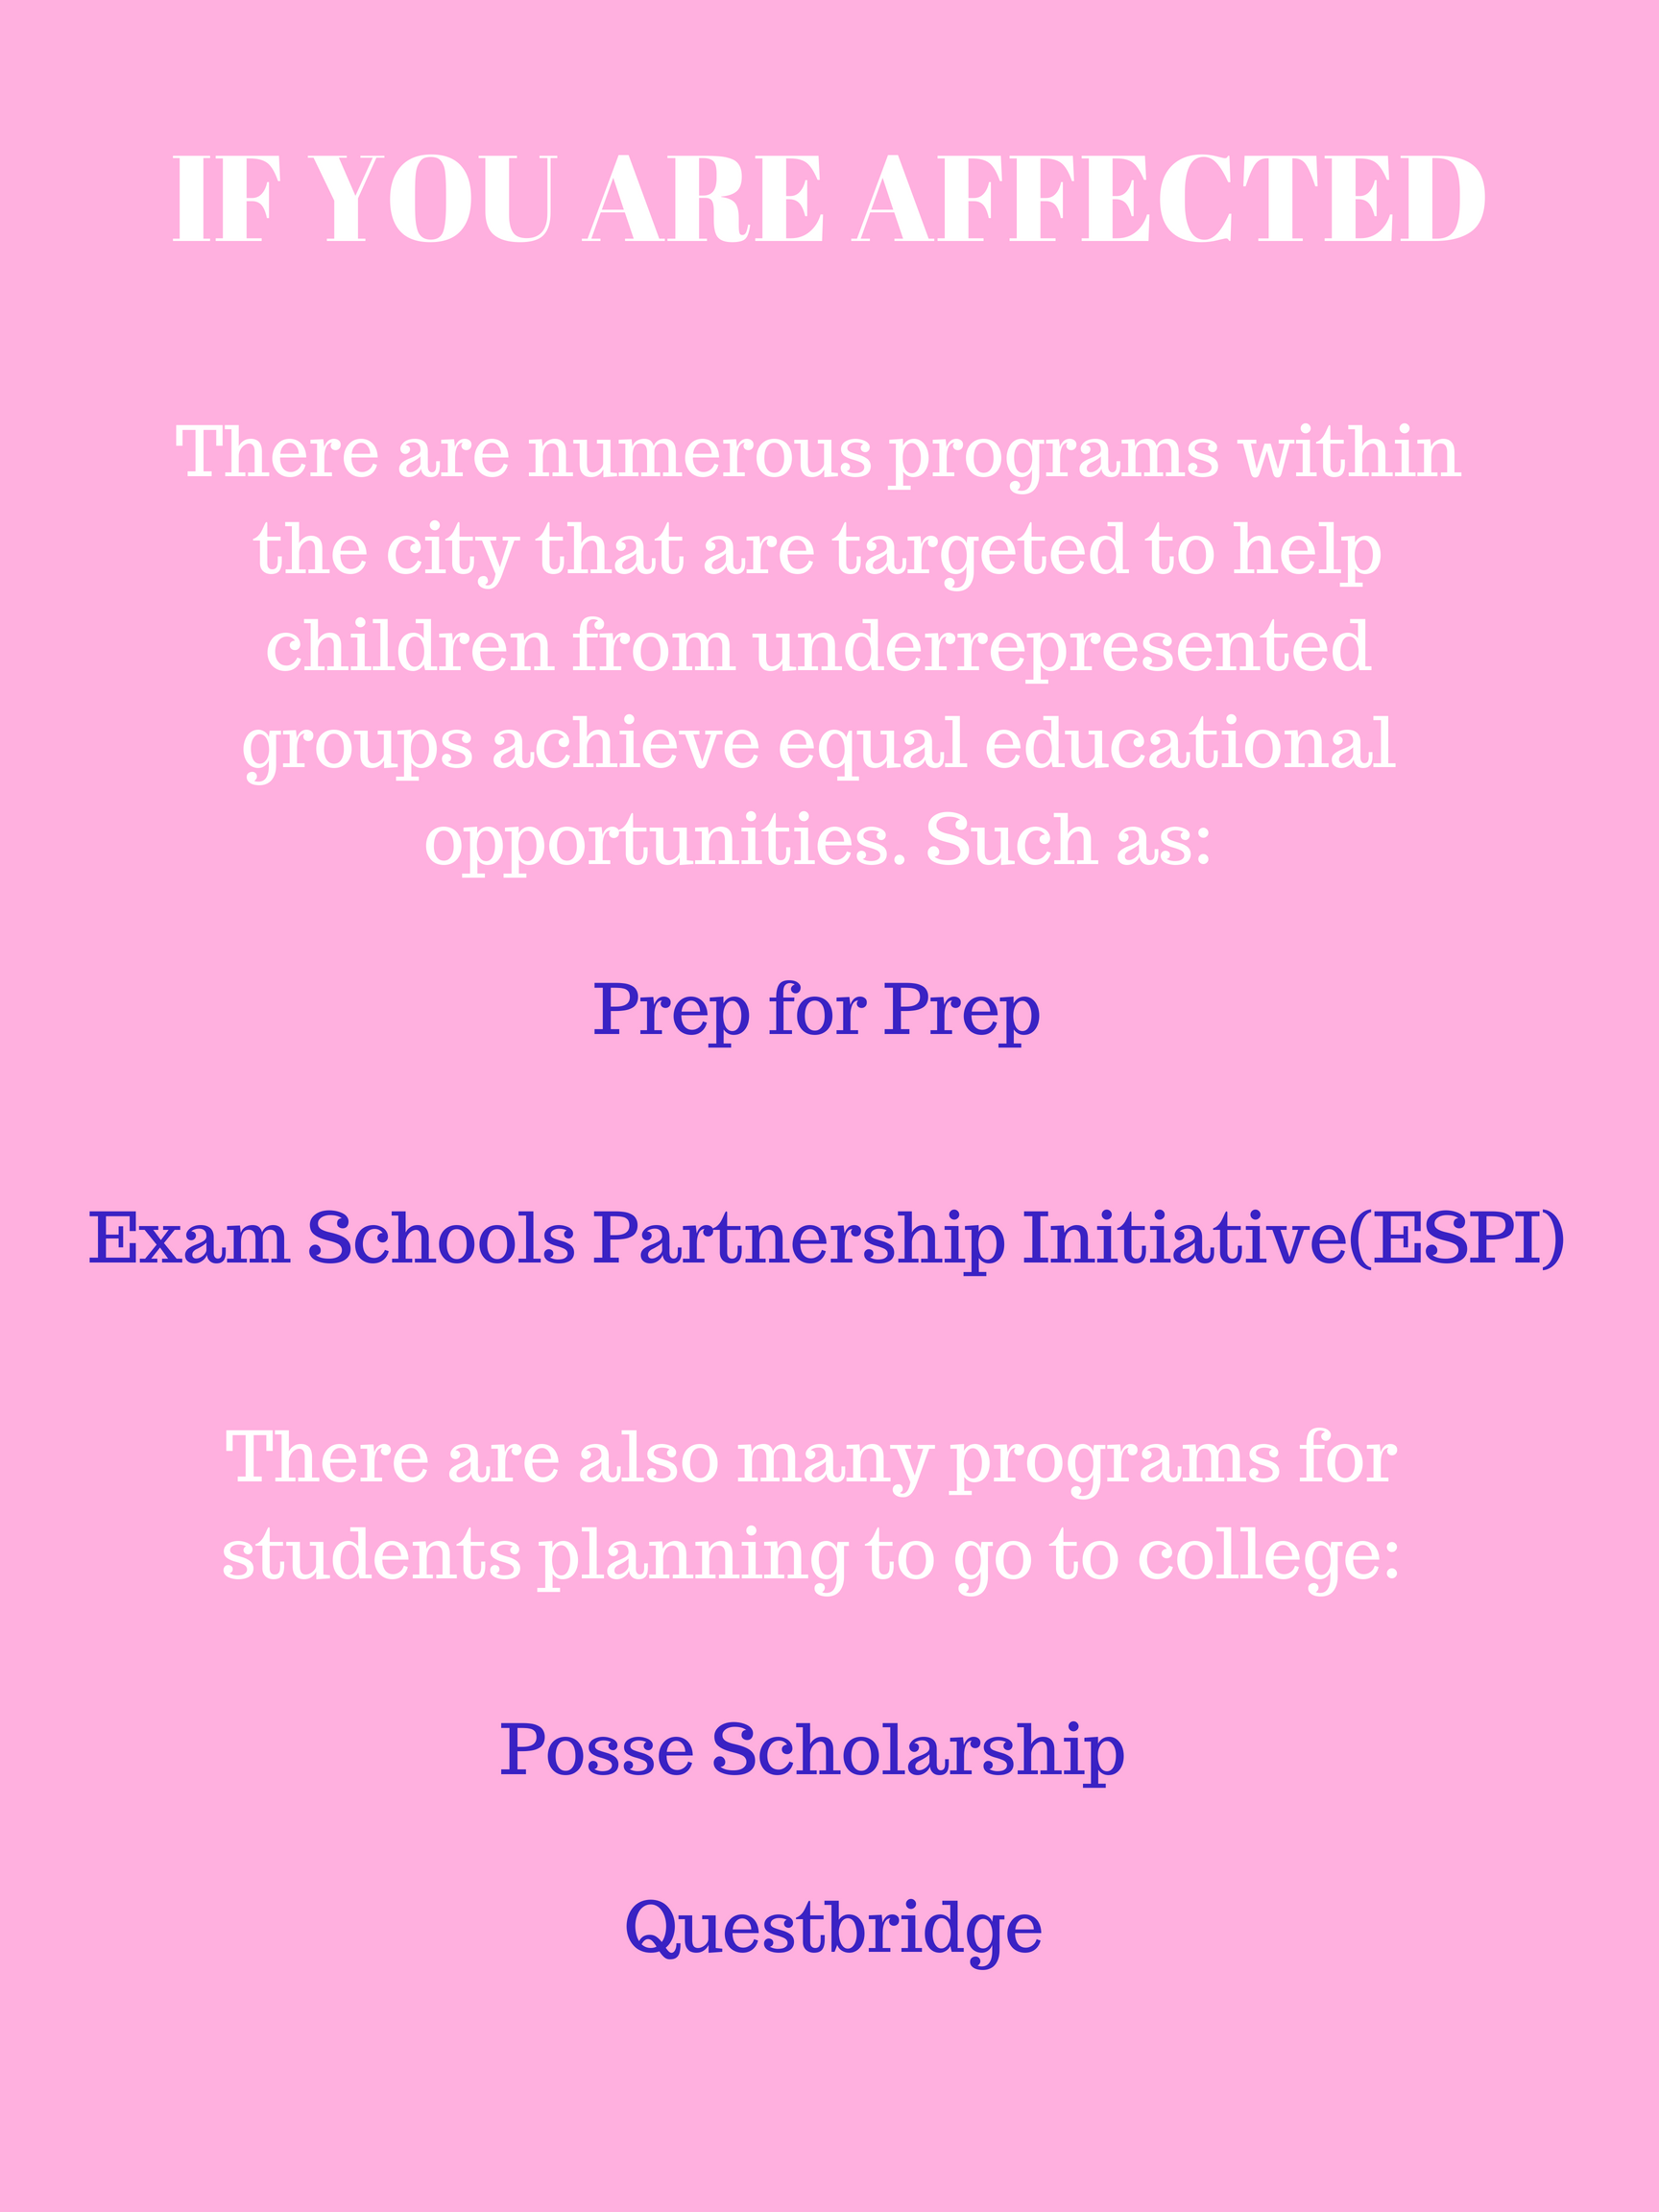 IF YOU ARE AFFECTED
There are numerous programs within
the city that are targeted to help
children from underrepresented
groups achieve equal educational
opportunities. Such as:
Prep for Prep
Exam Schools Partnership Initiative(ESPI)
There are also many programs for
students planning to go to college:
Posse Scholarship
Questbridge